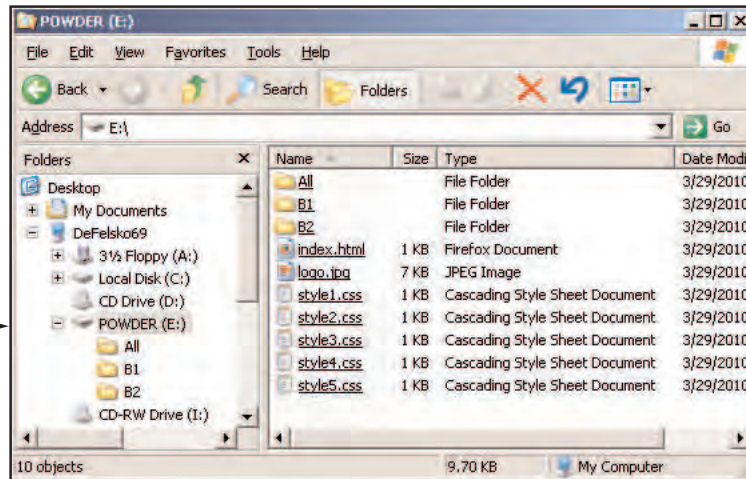 POWDER (E:)
File Edit View Favorites Tools Help
Back Search Folders
Address E:\ Go
Folders
Desktop
My Documents
DeFelsko69
3½ Floppy (A:)
Local Disk (C:)
CD Drive (D:)
POWDER (E:)
All
B1
B2
CD-RW Drive (I:)
Name Size Type Date Modi
All File Folder 3/29/2010
B1 File Folder 3/29/2010
B2 File Folder 3/29/2010
index.html 1 KB Firefox Document 3/29/2010
logo.jpg 7 KB JPEG Image 3/29/2010
style1.css 1 KB Cascading Style Sheet Document 3/29/2010
style2.css 1 KB Cascading Style Sheet Document 3/29/2010
style3.css 1 KB Cascading Style Sheet Document 3/29/2010
style4.css 1 KB Cascading Style Sheet Document 3/29/2010
style5.css 1 KB Cascading Style Sheet Document 3/29/2010
10 objects 9.70 KB My Computer